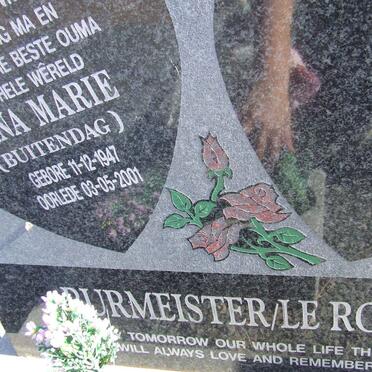 MA EN
BESTE OUMA
HELE WÊRELD
NA MARIE
(BUITENDAG)
GEBORE 11-12-1947
OORLEDE 03-05-2001
BURMEISTER/LE RO
TOMORROW OUR WHOLE LIFE TH
WILL ALWAYS LOVE AND REMEMBE